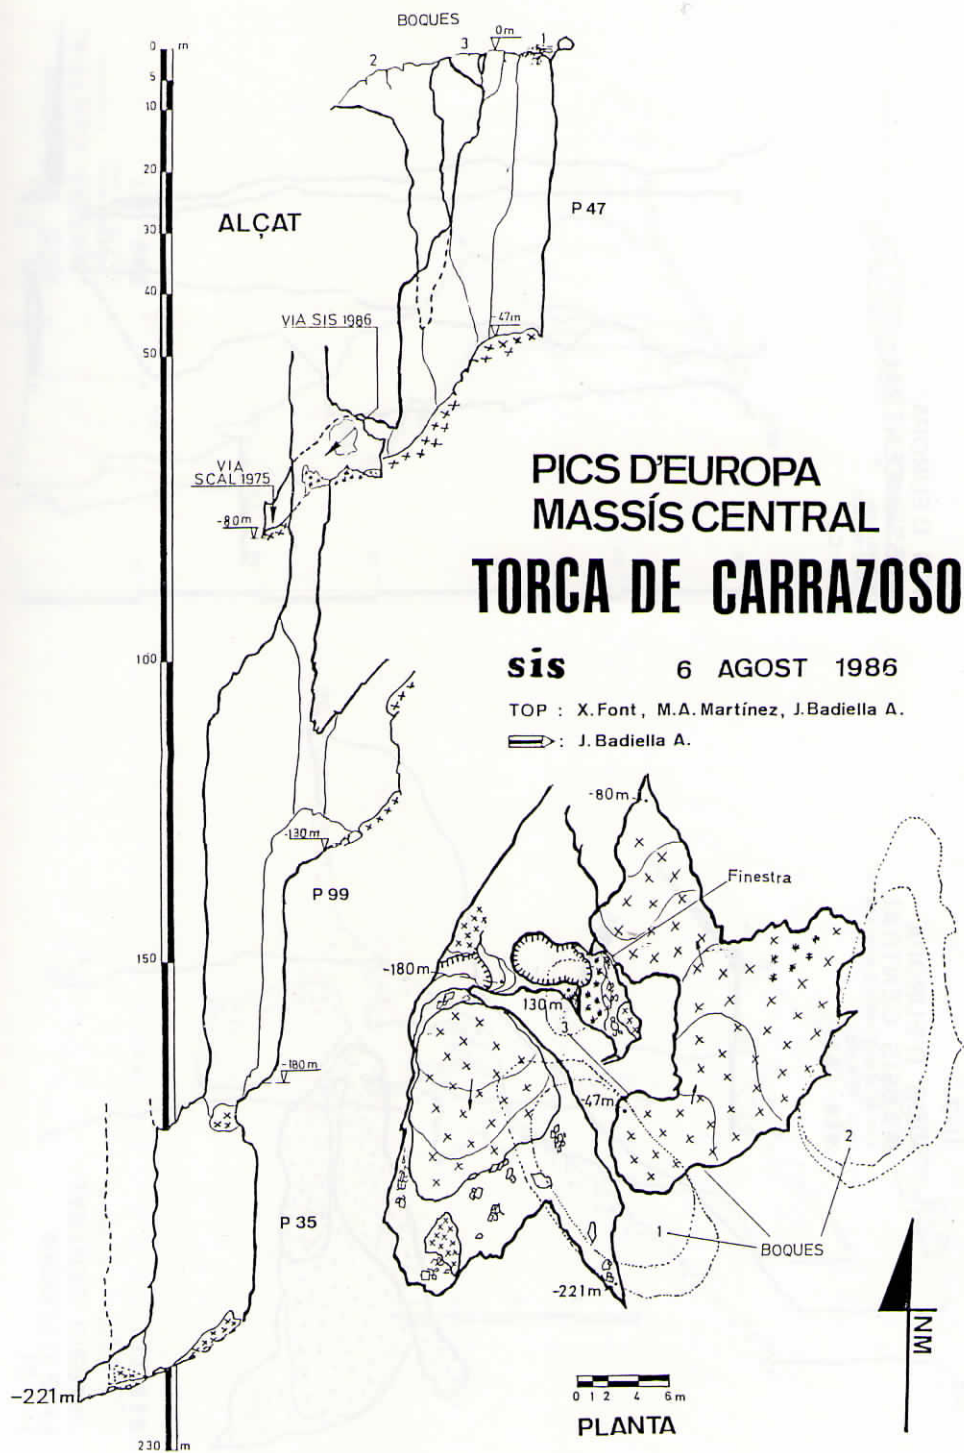 BOQUES
0m
1
2
3
0 m
5
10
20
30
40
50
100
150
230 m
ALÇAT
P 47
-47m
VIA SIS 1986
VIA
SCAL 1975
-80m
-130m
P 99
-180m
P 35
-221m
PICS D'EUROPA
MASSÍS CENTRAL
TORCA DE CARRAZOSO
sis 6 AGOST 1986
TOP : X.Font, M.A.Martínez, J.Badiella A.
: J.Badiella A.
-80m
Finestra
-180m
130m
3
-47m
2
1
BOQUES
-221m
NM
0 1 2 4 6m
PLANTA